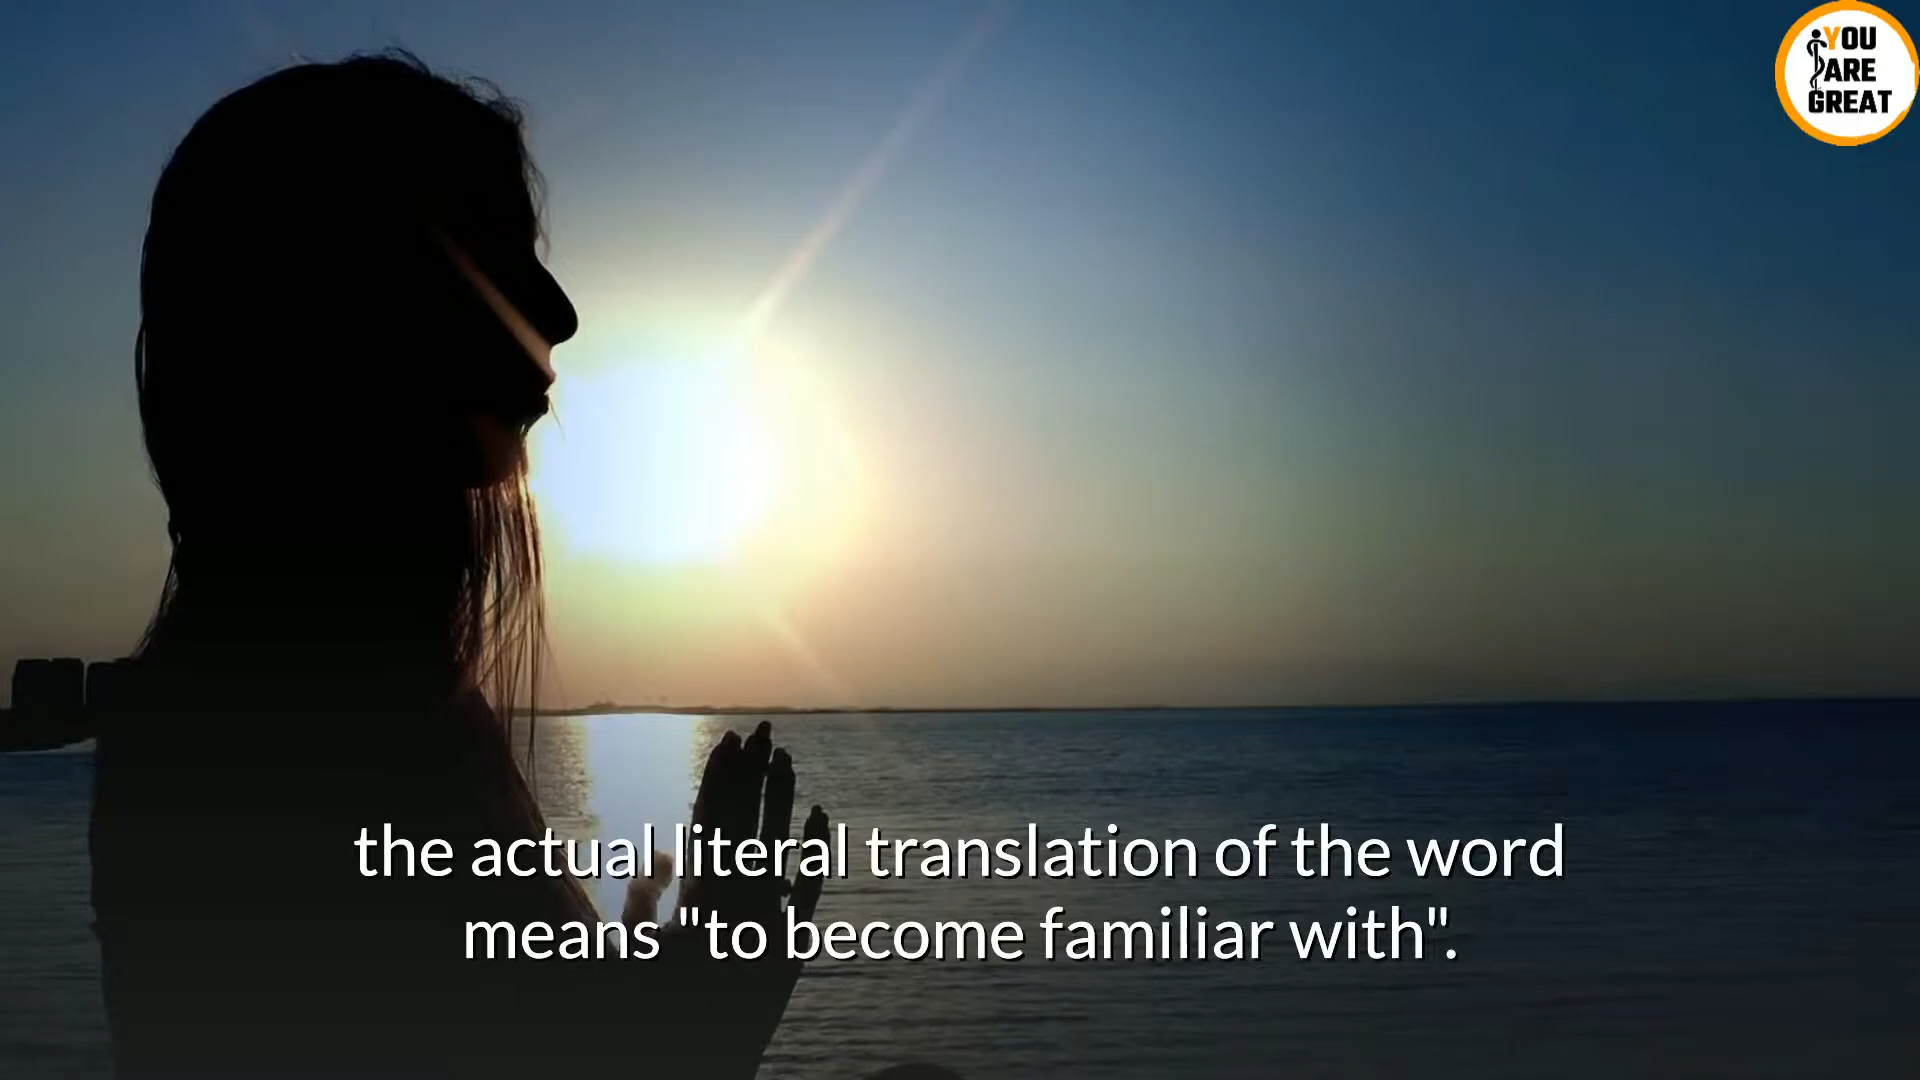 YOU
ARE
GREAT
the actual literal translation of the word
means "to become familiar with".